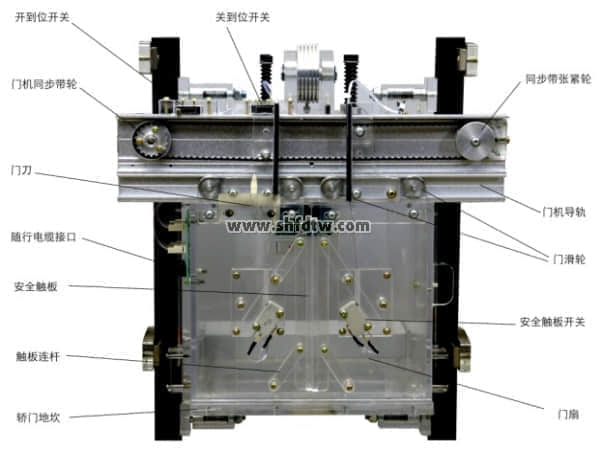 开到位开关
关到位开关
门机同步带轮
同步带张紧轮
门刀
门机导轨
www.shfdtw.com
随行电缆接口
门滑轮
安全触板
安全触板开关
触板连杆
轿门地坎
门扇